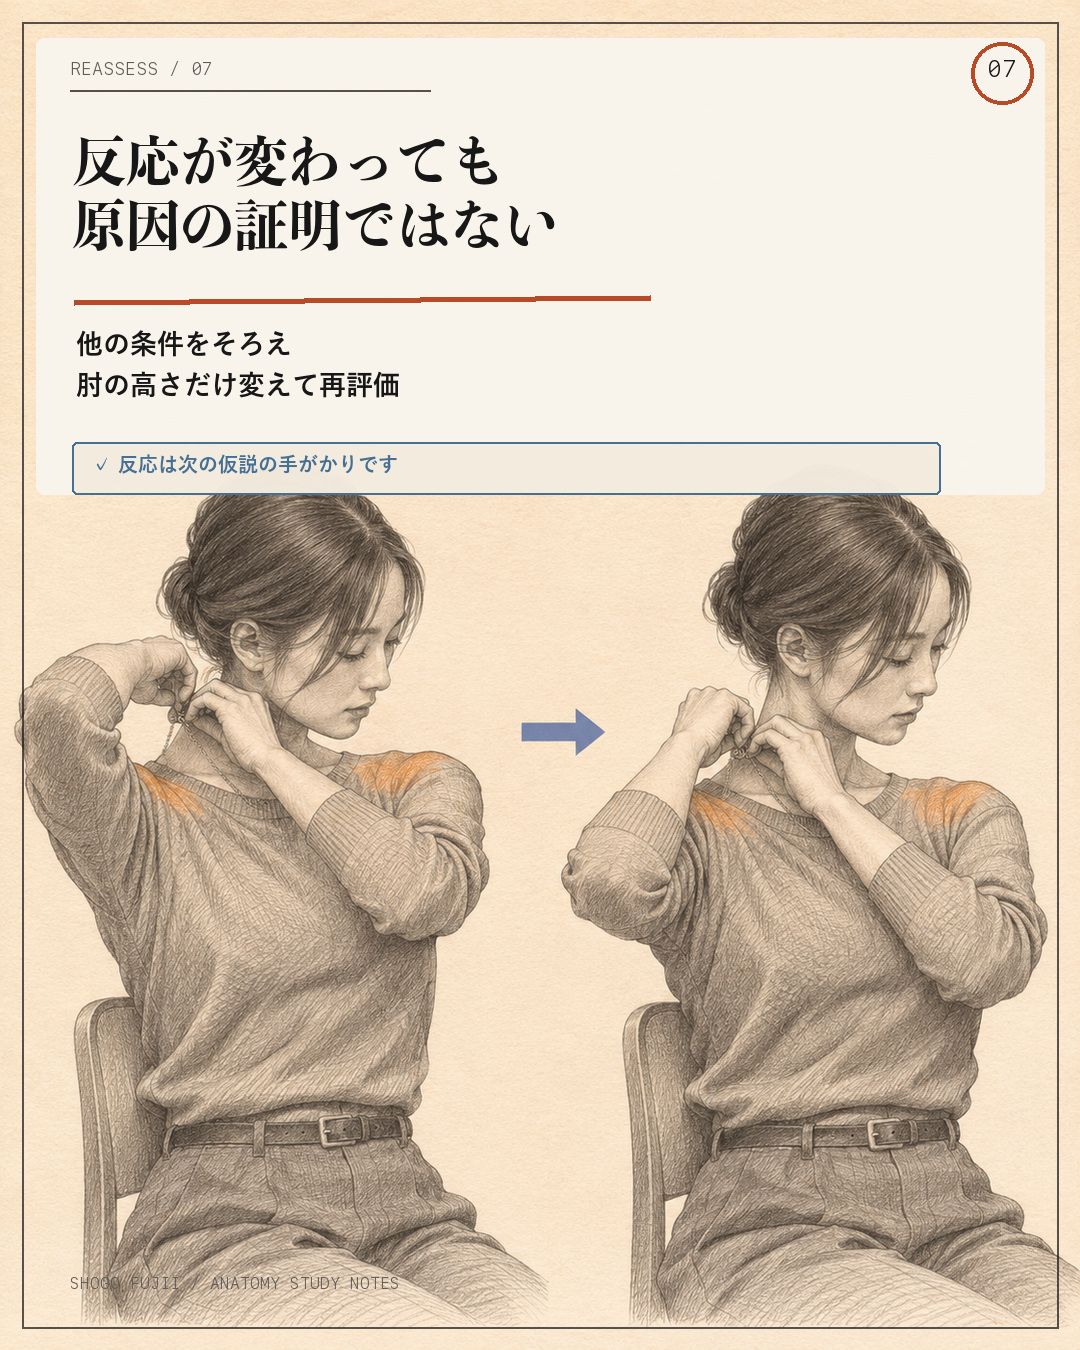 REASSESS / 07
07
反応が変わっても
原因の証明ではない
他の条件をそろえ
肘の高さだけ変えて再評価
✓ 反応は次の仮説の手がかりです
SHOGO FUJII / ANATOMY STUDY NOTES